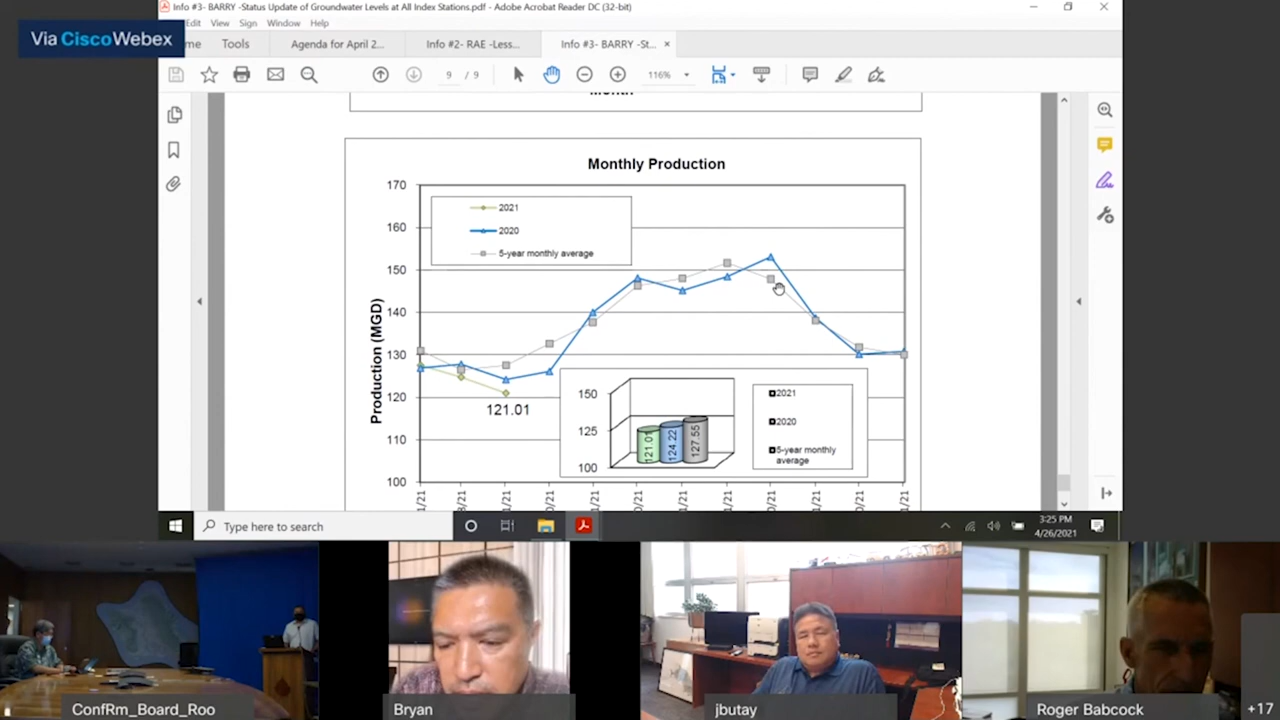 Info #3- BARRY -Status Update of Groundwater Levels at All Index Stations.pdf - Adobe Acrobat Reader DC (32-bit)
Via CiscoWebex
Edit View Sign Window Help
Tools
Agenda for April 2...
Info #2- RAE -Less...
Info #3- BARRY -St...
9 / 9
116%
Month
Monthly Production
170
160
150
140
130
120
110
100
Production (MGD)
2021
2020
5-year monthly average
121.01
150
125
100
121.01
124.22
127.55
2021
2020
5-year monthly
average
Type here to search
3:25 PM
4/26/2021
ConfRm_Board_Roo
Bryan
jbutay
Roger Babcock
+17